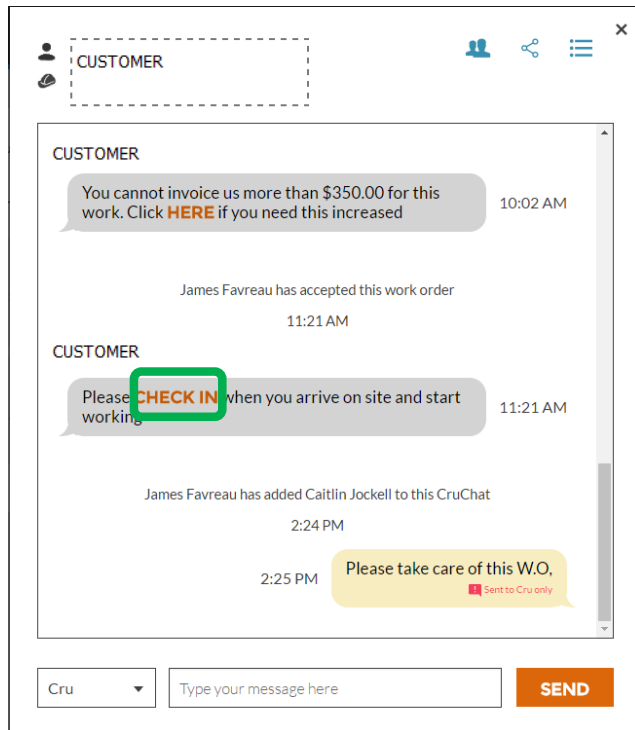 CUSTOMER
CUSTOMER
You cannot invoice us more than $350.00 for this
work. Click HERE if you need this increased
10:02 AM
James Favreau has accepted this work order
11:21 AM
CUSTOMER
Please CHECK IN when you arrive on site and start
working
11:21 AM
James Favreau has added Caitlin Jockell to this CruChat
2:24 PM
2:25 PM
Please take care of this W.O,
Sent to Cru only
Cru
Type your message here
SEND